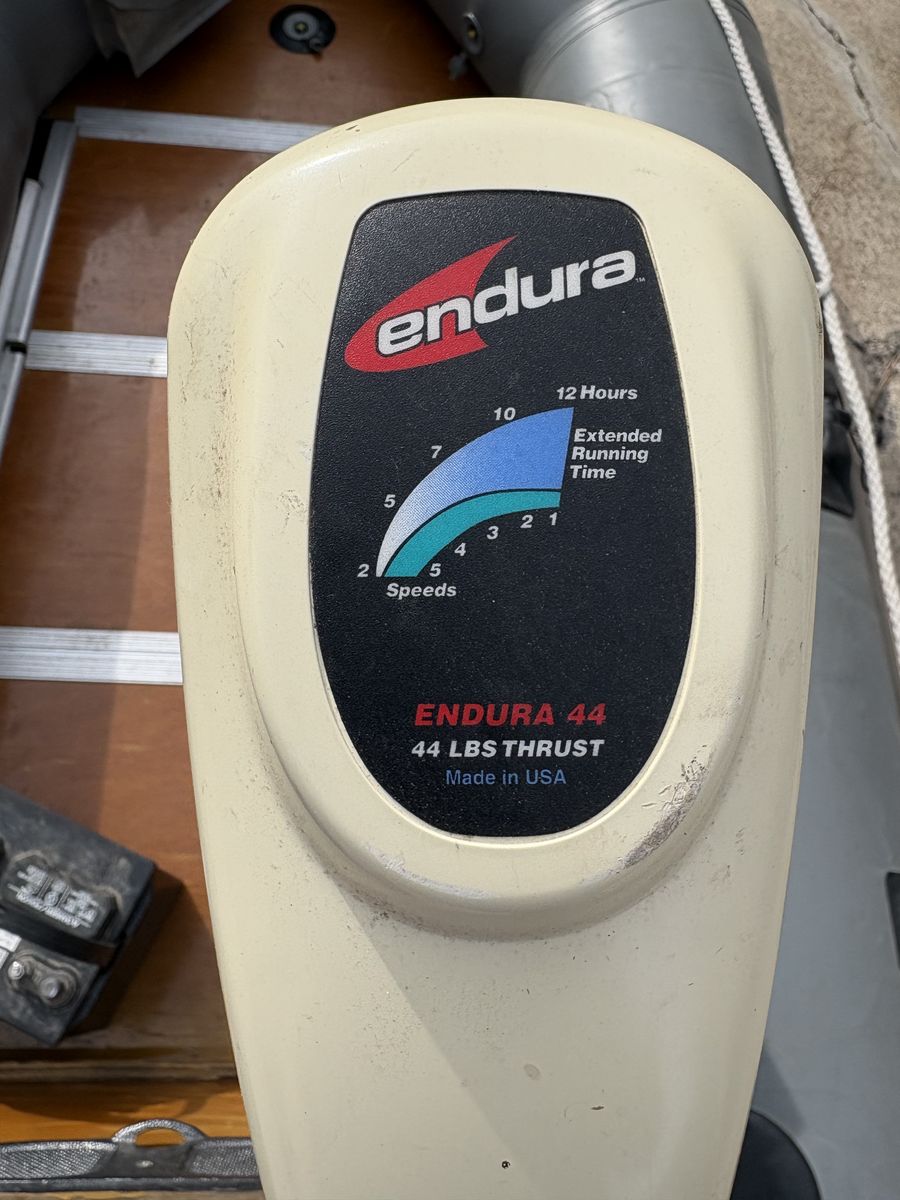 endura™
12 Hours
10
7
5
2
Extended
Running
Time
1
2
3
4
5
Speeds
ENDURA 44
44 LBS THRUST
Made in USA